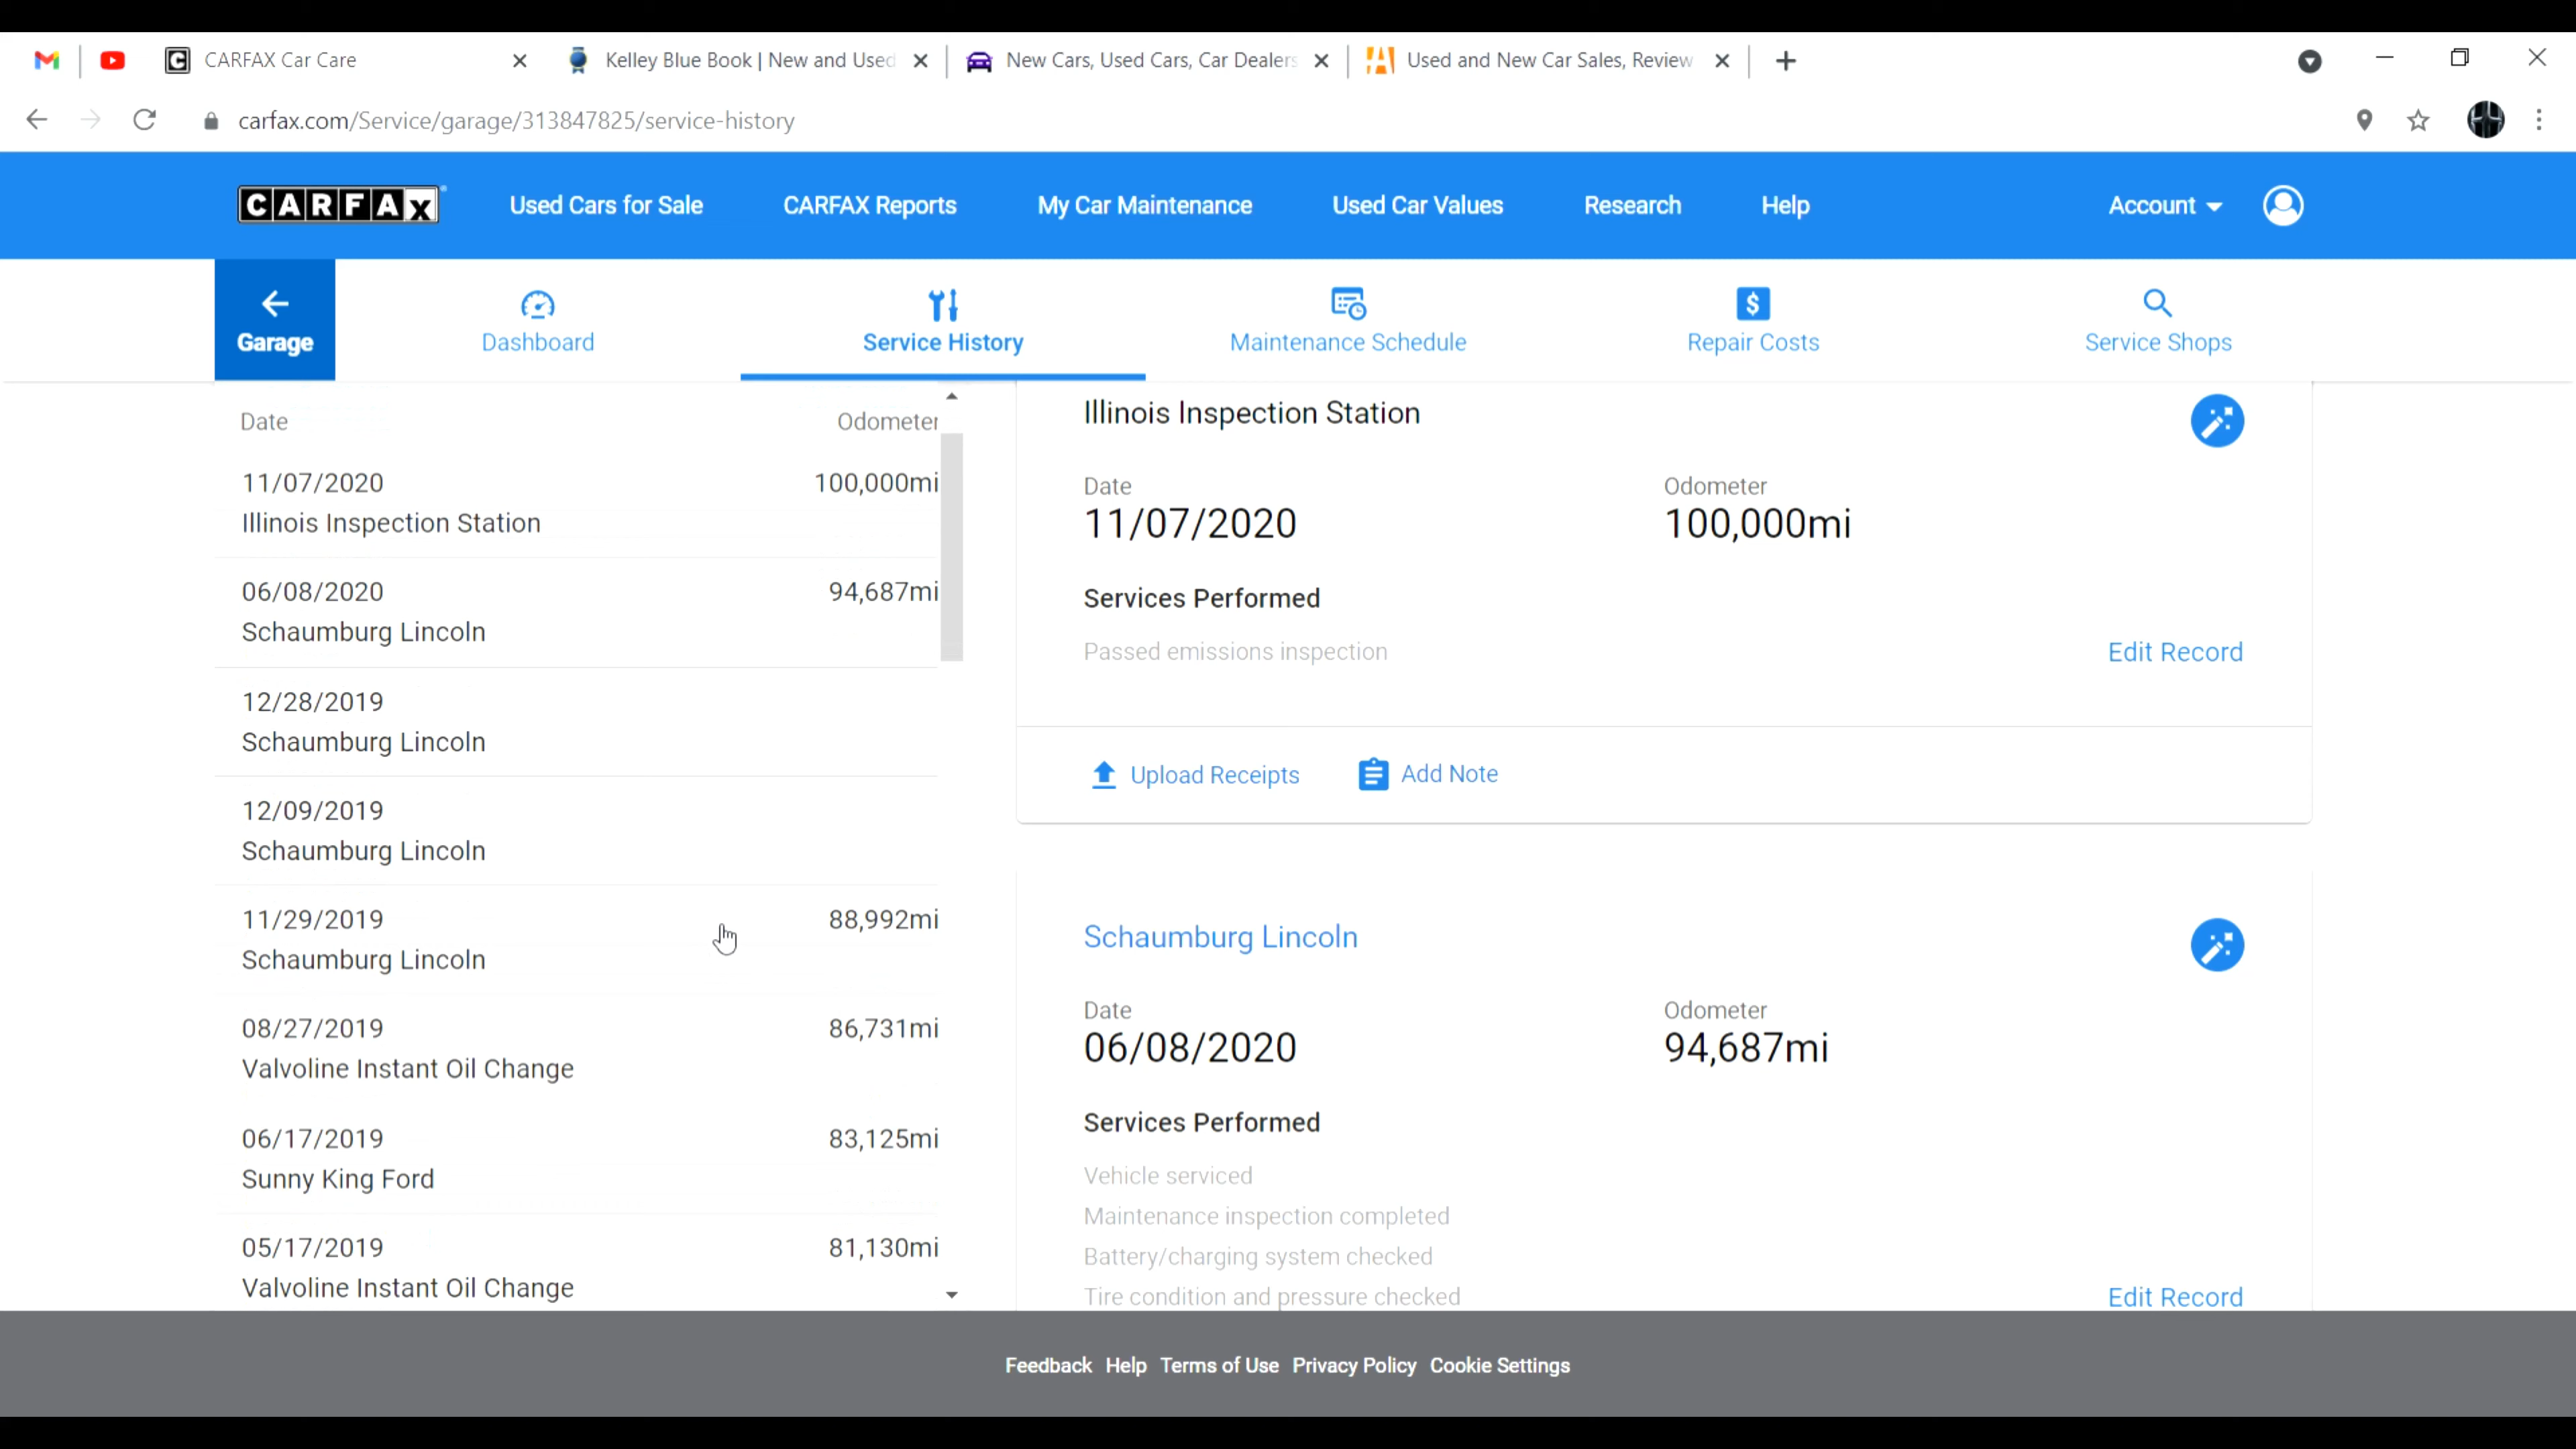 CARFAX Car Care
Kelley Blue Book | New and Used
New Cars, Used Cars, Car Dealers
Used and New Car Sales, Review
carfax.com/Service/garage/313847825/service-history
CARFAX
Used Cars for Sale
CARFAX Reports
My Car Maintenance
Used Car Values
Research
Help
Account
Garage
Dashboard
Service History
Maintenance Schedule
$
Repair Costs
Service Shops
Date Odometer
11/07/2020 100,000mi
Illinois Inspection Station
06/08/2020 94,687mi
Schaumburg Lincoln
12/28/2019
Schaumburg Lincoln
12/09/2019
Schaumburg Lincoln
11/29/2019 88,992mi
Schaumburg Lincoln
08/27/2019 86,731mi
Valvoline Instant Oil Change
06/17/2019 83,125mi
Sunny King Ford
05/17/2019 81,130mi
Valvoline Instant Oil Change
Illinois Inspection Station
Date Odometer
11/07/2020 100,000mi
Services Performed
Passed emissions inspection Edit Record
Upload Receipts Add Note
Schaumburg Lincoln
Date Odometer
06/08/2020 94,687mi
Services Performed
Vehicle serviced
Maintenance inspection completed
Battery/charging system checked
Tire condition and pressure checked Edit Record
Feedback Help Terms of Use Privacy Policy Cookie Settings